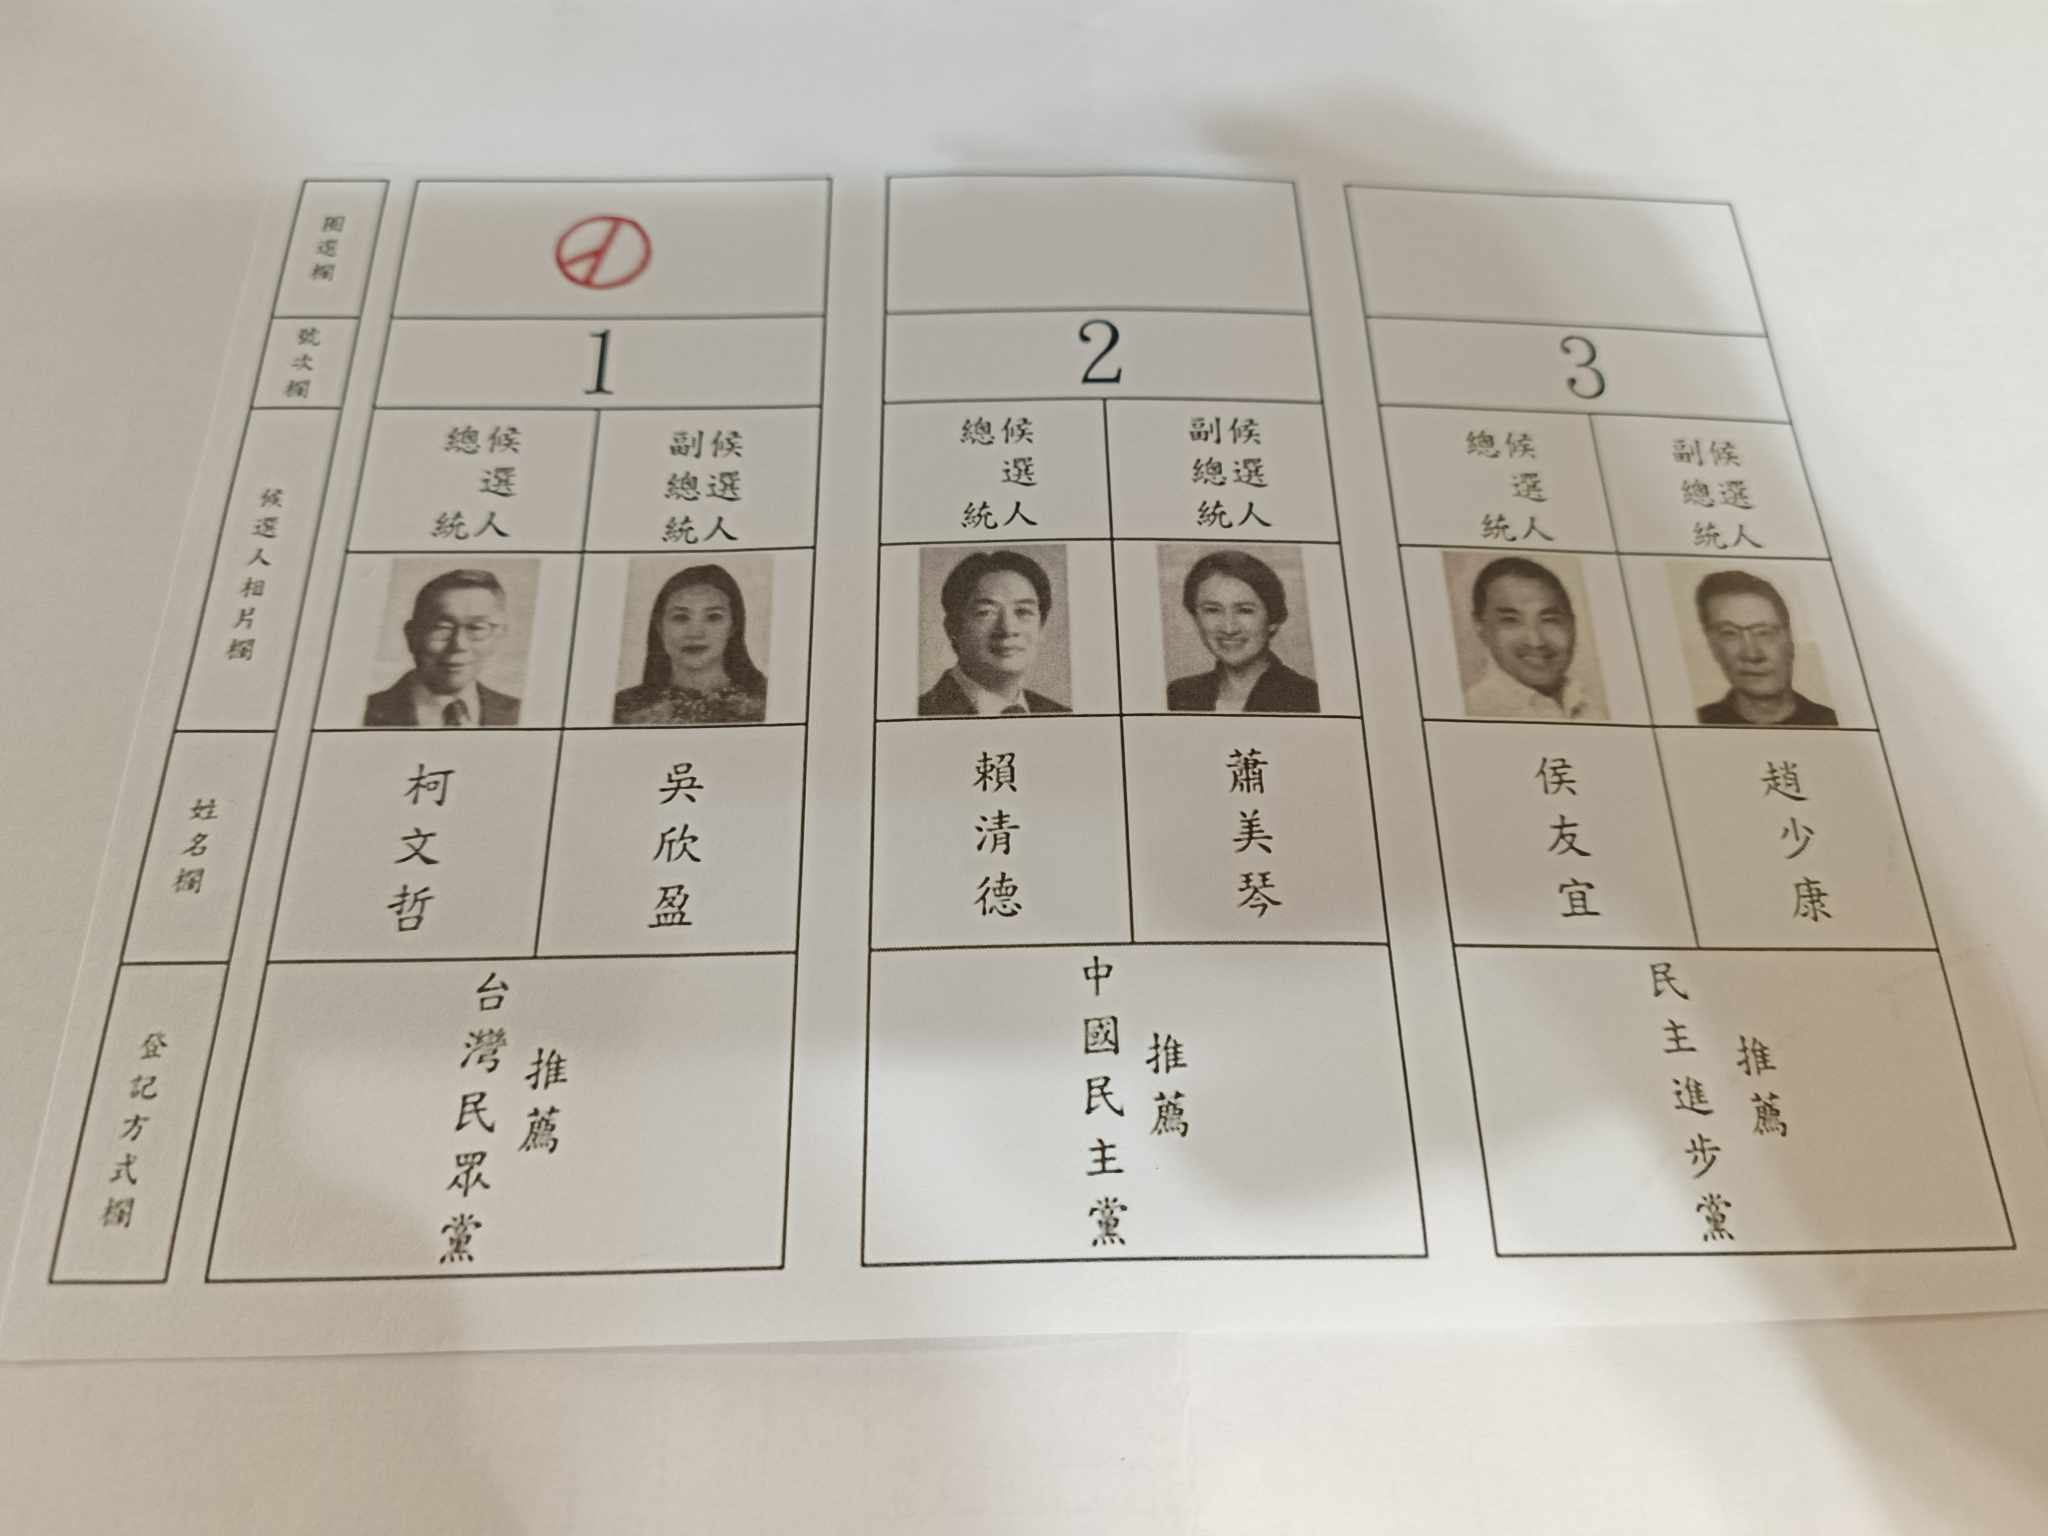 圈選欄
號次欄
候選人相片欄
姓名欄
登記方式欄
1
總統候選人
副總統候選人
柯文哲
吳欣盈
台灣民眾黨
推薦
2
總統候選人
副總統候選人
賴清德
蕭美琴
中國民主黨
推薦
3
總統候選人
副總統候選人
侯友宜
趙少康
民主進步黨
推薦